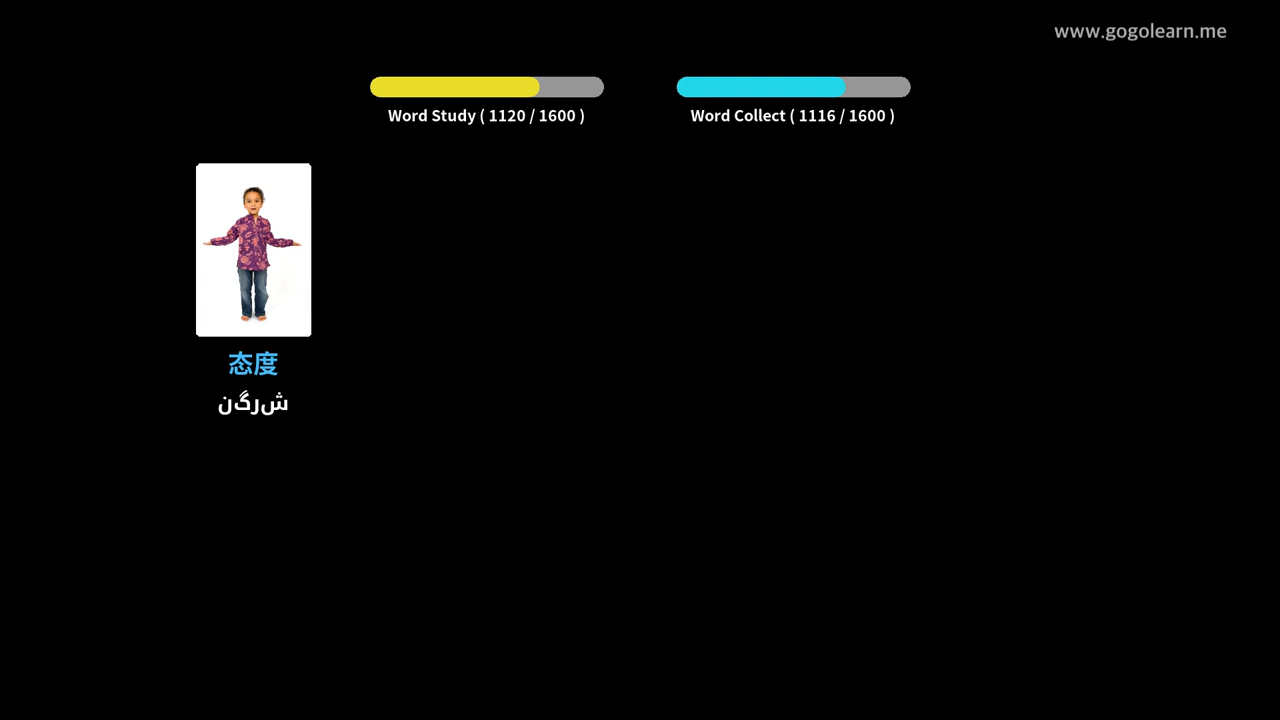 www.gogolearn.me
Word Study ( 1120 / 1600 )
Word Collect ( 1116 / 1600 )
态度
شرگن